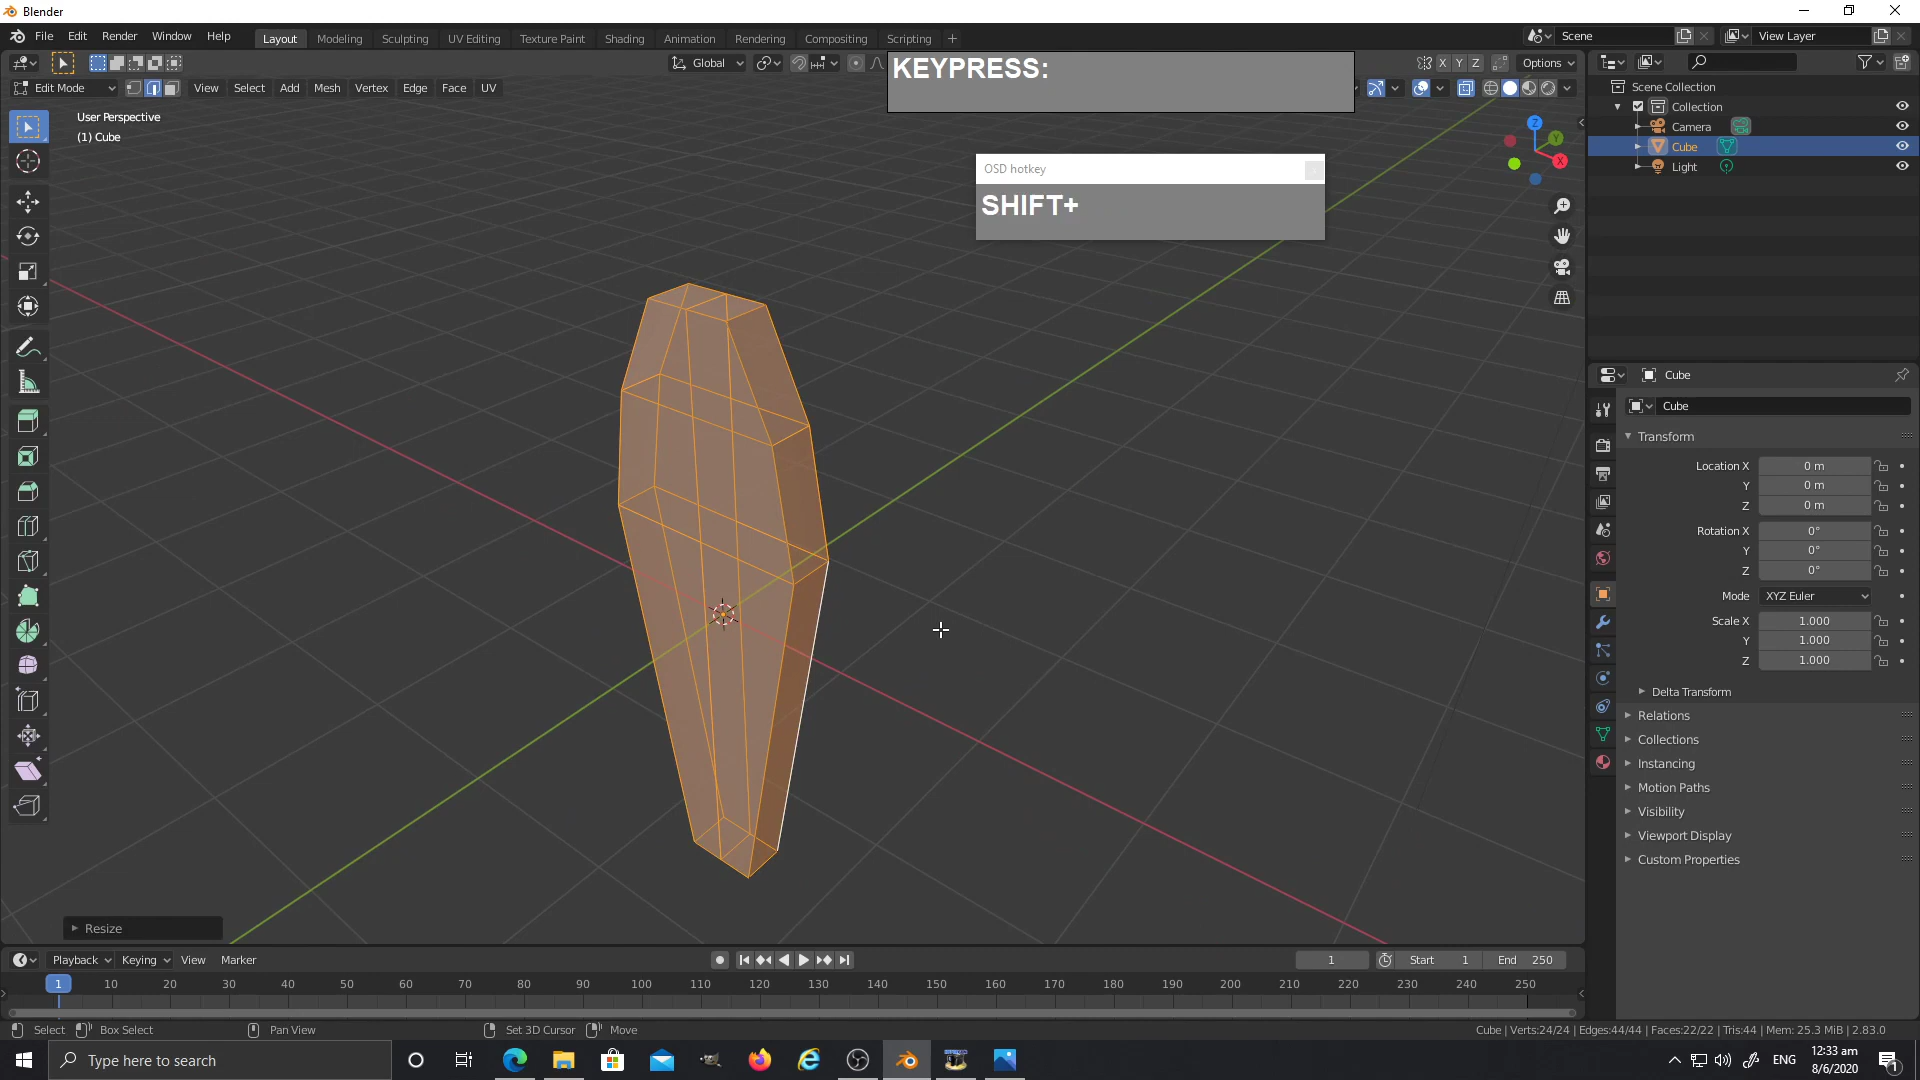 Blender
File Edit Render Window Help
Layout Modeling Sculpting UV Editing Texture Paint Shading Animation Rendering Compositing Scripting
Scene
View Layer
Global
KEYPRESS:
X Y Z
Options
Edit Mode
View Select Add Mesh Vertex Edge Face UV
User Perspective
(1) Cube
OSD hotkey
SHIFT+
Z
Y
X
Scene Collection
Collection
Camera
Cube
Light
Cube
Cube
Transform
Location X 0 m
Y 0 m
Z 0 m
Rotation X 0°
Y 0°
Z 0°
Mode XYZ Euler
Scale X 1.000
Y 1.000
Z 1.000
Delta Transform
Relations
Collections
Instancing
Motion Paths
Visibility
Viewport Display
Custom Properties
Resize
Playback Keying View Marker
1
Start 1
End 250
1 10 20 30 40 50 60 70 80 90 100 110 120 130 140 150 160 170 180 190 200 210 220 230 240 250
Select Box Select Pan View Set 3D Cursor Move
Cube | Verts:24/24 | Edges:44/44 | Faces:22/22 | Tris:44 | Mem: 25.3 MiB | 2.83.0
Type here to search
ENG
12:33 am
8/6/2020
1